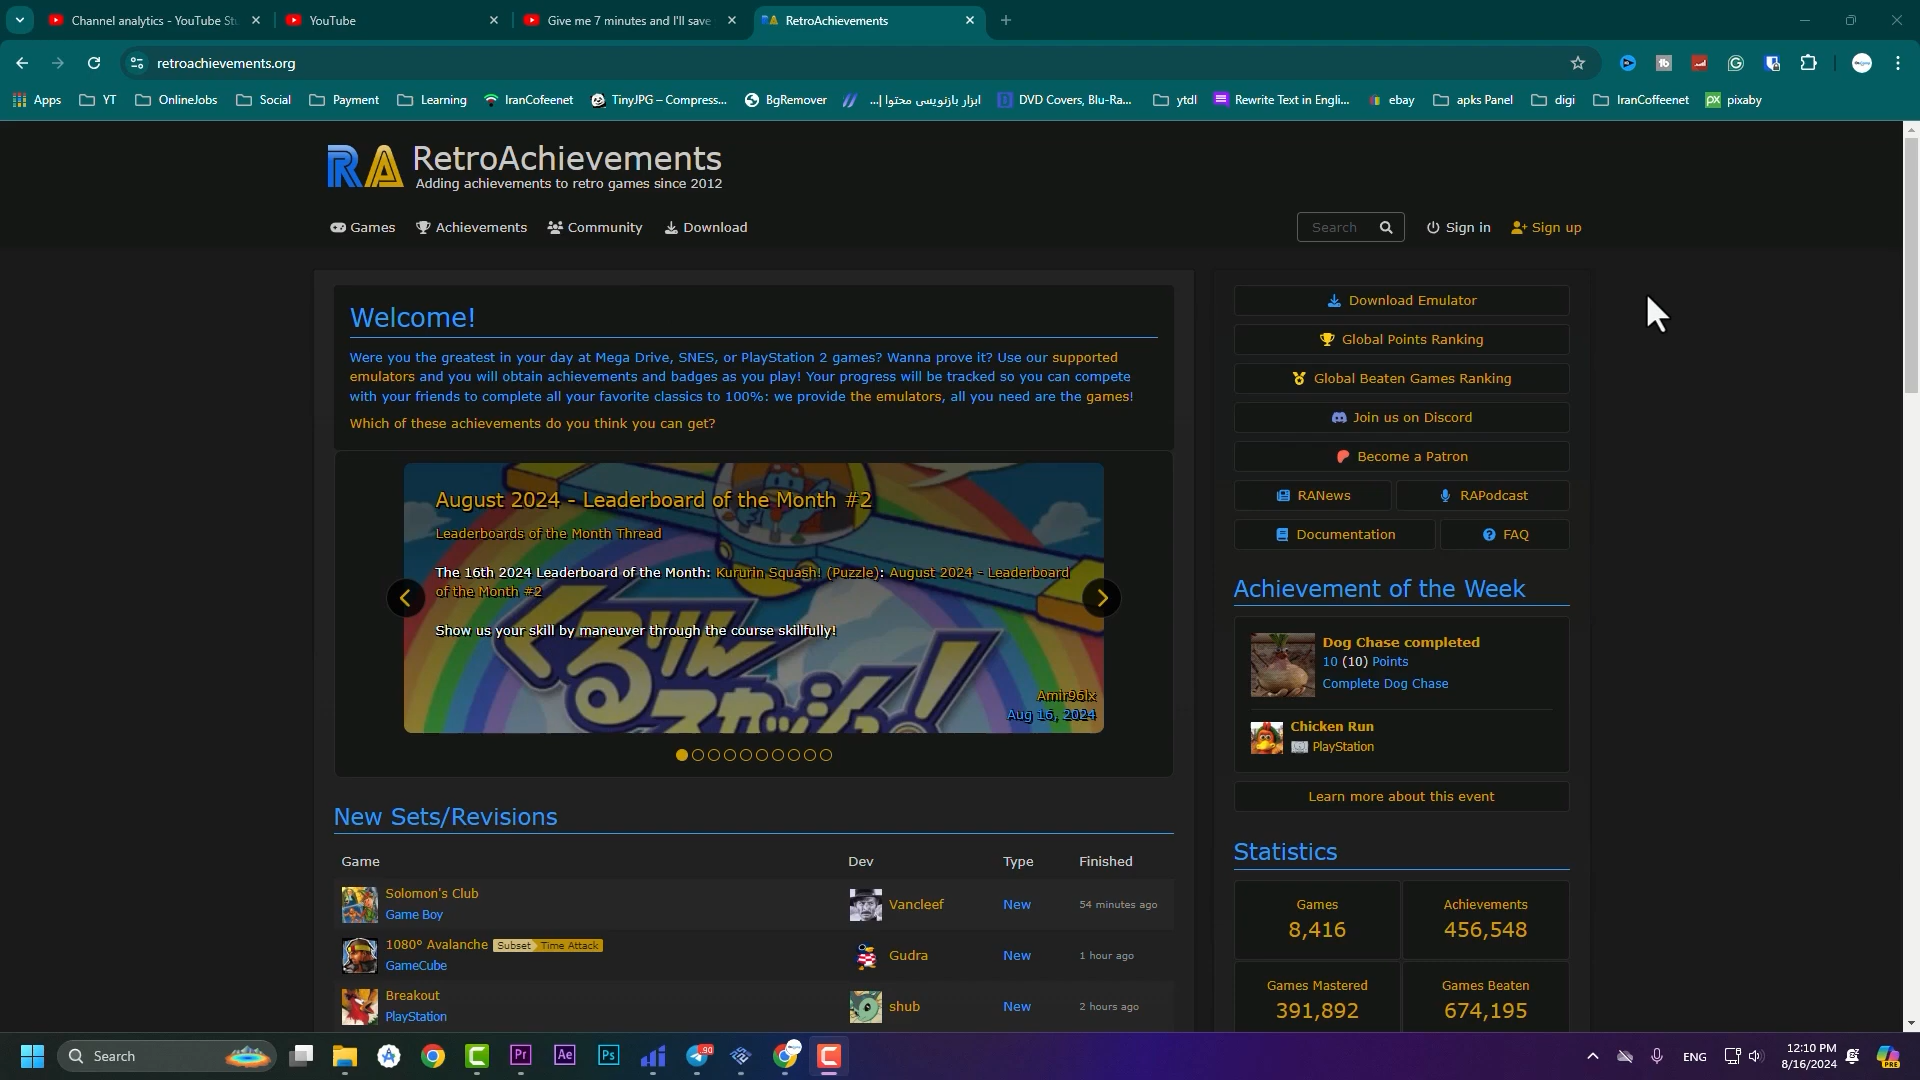 Channel analytics - YouTube Stu
YouTube
Give me 7 minutes and I'll save
RetroAchievements
retroachievements.org
Apps
YT
OnlineJobs
Social
Payment
Learning
IranCofeenet
TinyJPG – Compress...
BgRemover
ابزار بازنویسی محتوا |...
DVD Covers, Blu-Ra...
ytdl
Rewrite Text in Engli...
ebay
apks Panel
digi
IranCoffeenet
pixaby
RA RetroAchievements
Adding achievements to retro games since 2012
Games Achievements Community Download
Search
Sign in
Sign up
Welcome!
Were you the greatest in your day at Mega Drive, SNES, or PlayStation 2 games? Wanna prove it? Use our supported
emulators and you will obtain achievements and badges as you play! Your progress will be tracked so you can compete
with your friends to complete all your favorite classics to 100%: we provide the emulators, all you need are the games!
Which of these achievements do you think you can get?
August 2024 - Leaderboard of the Month #2
Leaderboards of the Month Thread
The 16th 2024 Leaderboard of the Month: Kururin Squash! (Puzzle): August 2024 - Leaderboard
of the Month #2
Show us your skill by maneuver through the course skillfully!
Amir96lx
Aug 16, 2024
New Sets/Revisions
Game Dev Type Finished
Solomon's Club
Game Boy
Vancleef
New
54 minutes ago
1080° Avalanche Subset Time Attack
GameCube
Gudra
New
1 hour ago
Breakout
PlayStation
shub
New
2 hours ago
Download Emulator
Global Points Ranking
Global Beaten Games Ranking
Join us on Discord
Become a Patron
RANews
RAPodcast
Documentation
FAQ
Achievement of the Week
Dog Chase completed
10 (10) Points
Complete Dog Chase
Chicken Run
PlayStation
Learn more about this event
Statistics
Games
8,416
Achievements
456,548
Games Mastered
391,892
Games Beaten
674,195
Search
Pr
Ae
Ps
90
ENG
12:10 PM
8/16/2024
PRE